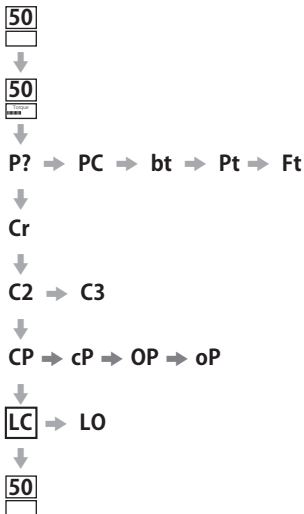 50
50
Torque
P? ➡ PC ➡ bt ➡ Pt ➡ Ft
Cr
C2 ➡ C3
CP ➡ cP ➡ OP ➡ oP
LC ➡ LO
50